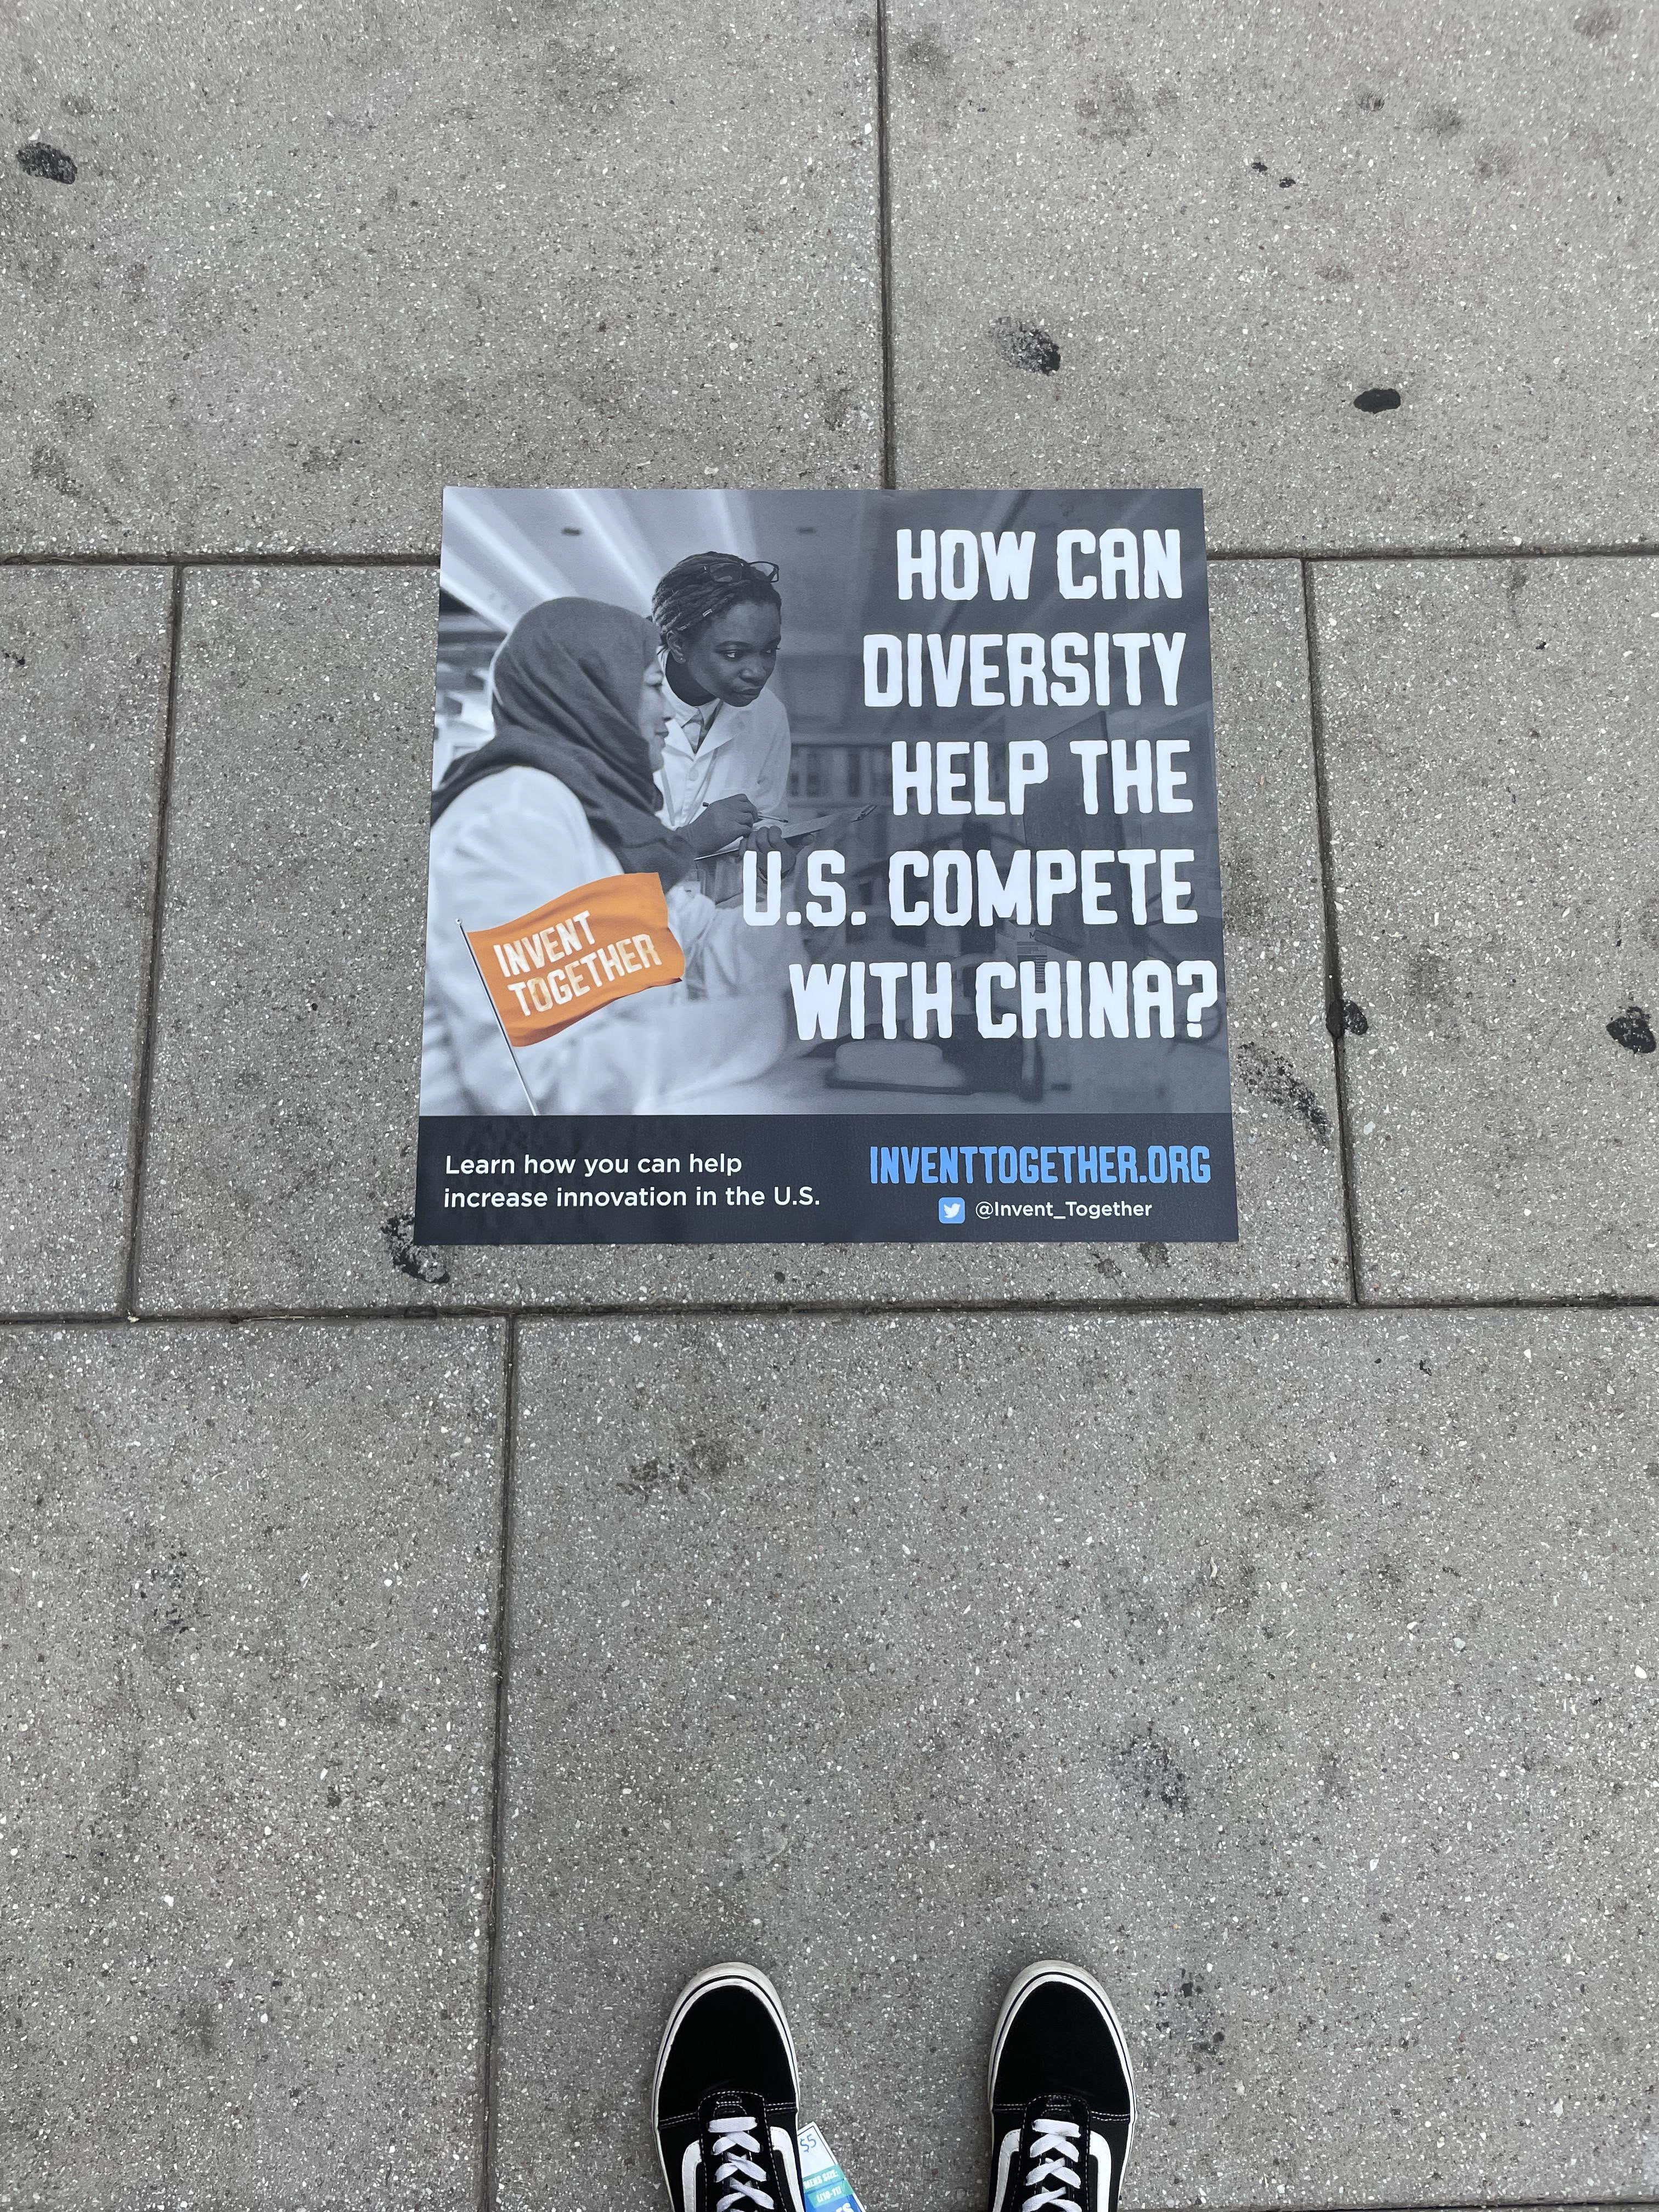 HOW CAN
DIVERSITY
HELP THE
U.S. COMPETE
WITH CHINA?
INVENT
TOGETHER
Learn how you can help
increase innovation in the U.S.
INVENTTOGETHER.ORG
@Invent_Together
$5